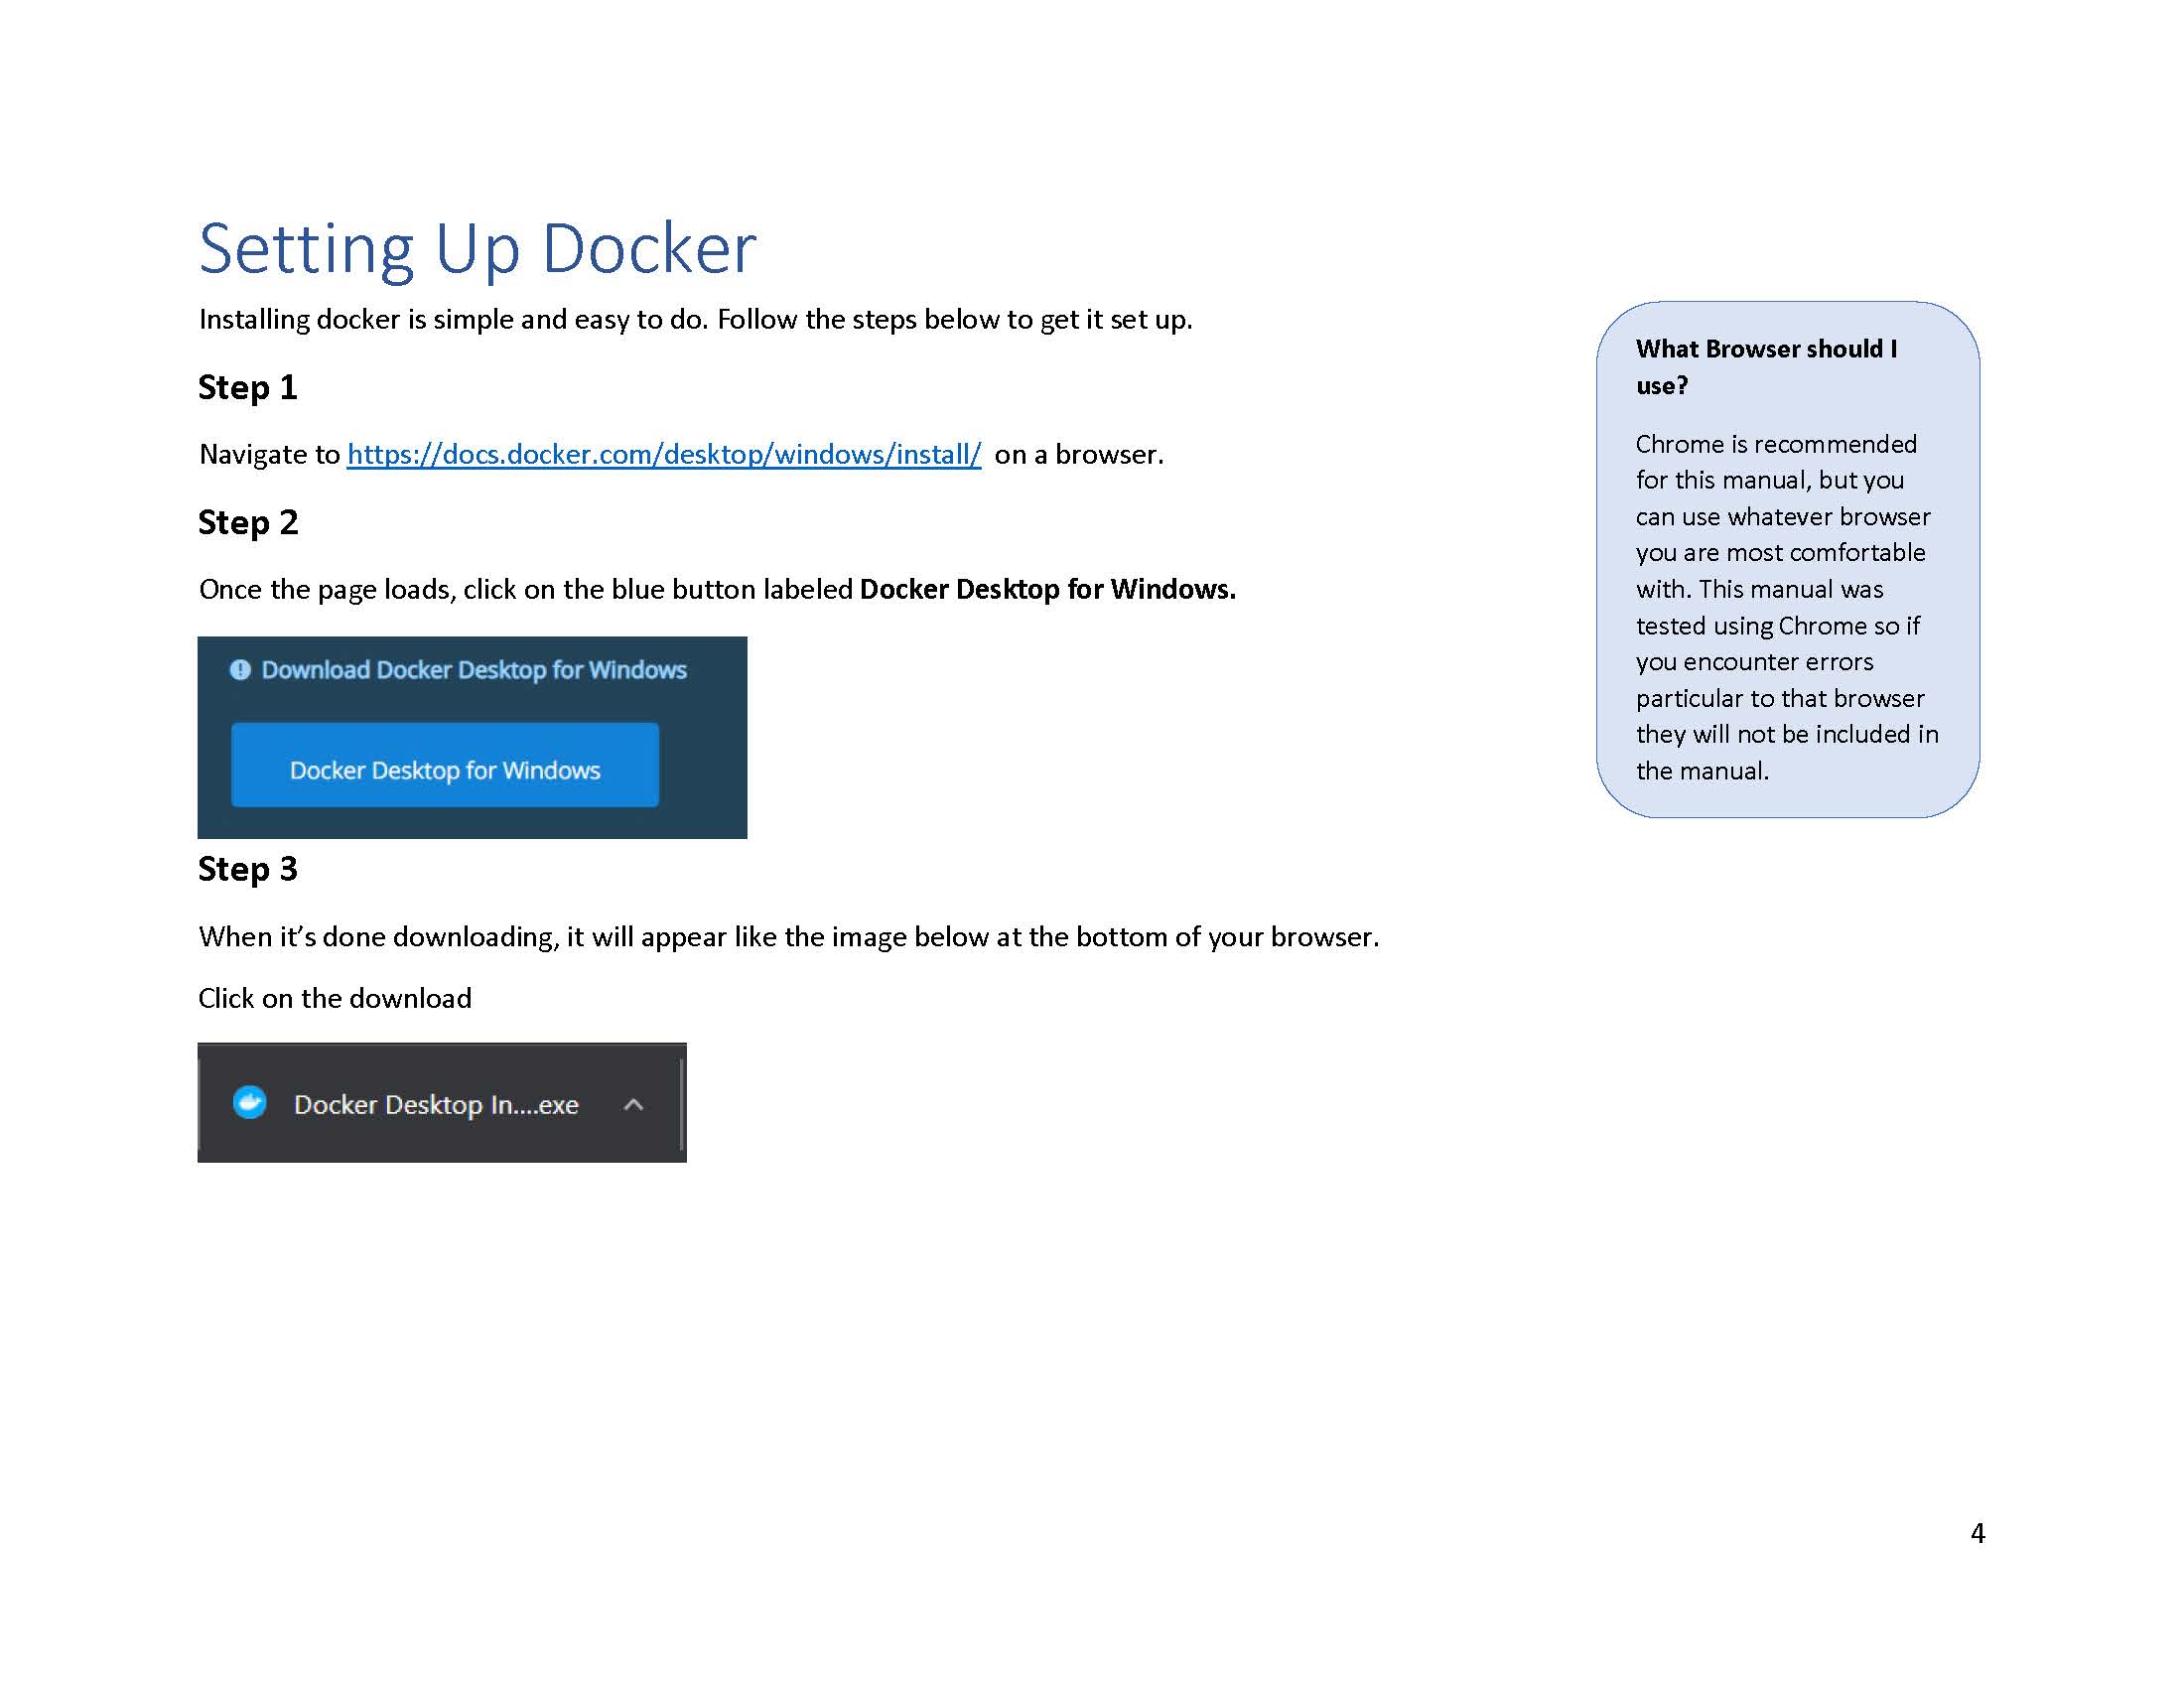 Setting Up Docker
Installing docker is simple and easy to do. Follow the steps below to get it set up.
Step 1
Navigate to https://docs.docker.com/desktop/windows/install/ on a browser.
Step 2
Once the page loads, click on the blue button labeled Docker Desktop for Windows.
Download Docker Desktop for Windows
Docker Desktop for Windows
Step 3
When it’s done downloading, it will appear like the image below at the bottom of your browser.
Click on the download
Docker Desktop In....exe
What Browser should I
use?
Chrome is recommended
for this manual, but you
can use whatever browser
you are most comfortable
with. This manual was
tested using Chrome so if
you encounter errors
particular to that browser
they will not be included in
the manual.
4